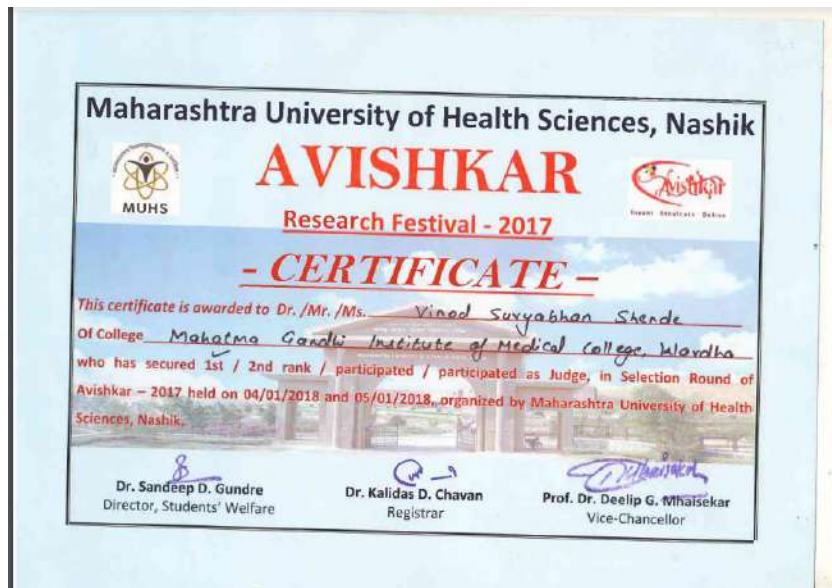 Maharashtra University of Health Sciences, Nashik
MUHS
AVISHKAR
Avishkar
Research Festival - 2017
- CERTIFICATE -
This certificate is awarded to Dr. /Mr. /Ms. Vinod Suryabhan Shende
Of College Mahatma Gandhi Institute of Medical College, Wardha
who has secured 1st / 2nd rank / participated / participated as Judge, in Selection Round of
Avishkar – 2017 held on 04/01/2018 and 05/01/2018, organized by Maharashtra University of Health
Sciences, Nashik.
Dr. Sandeep D. Gundre
Director, Students' Welfare
Dr. Kalidas D. Chavan
Registrar
Prof. Dr. Deelip G. Mhaisekar
Vice-Chancellor